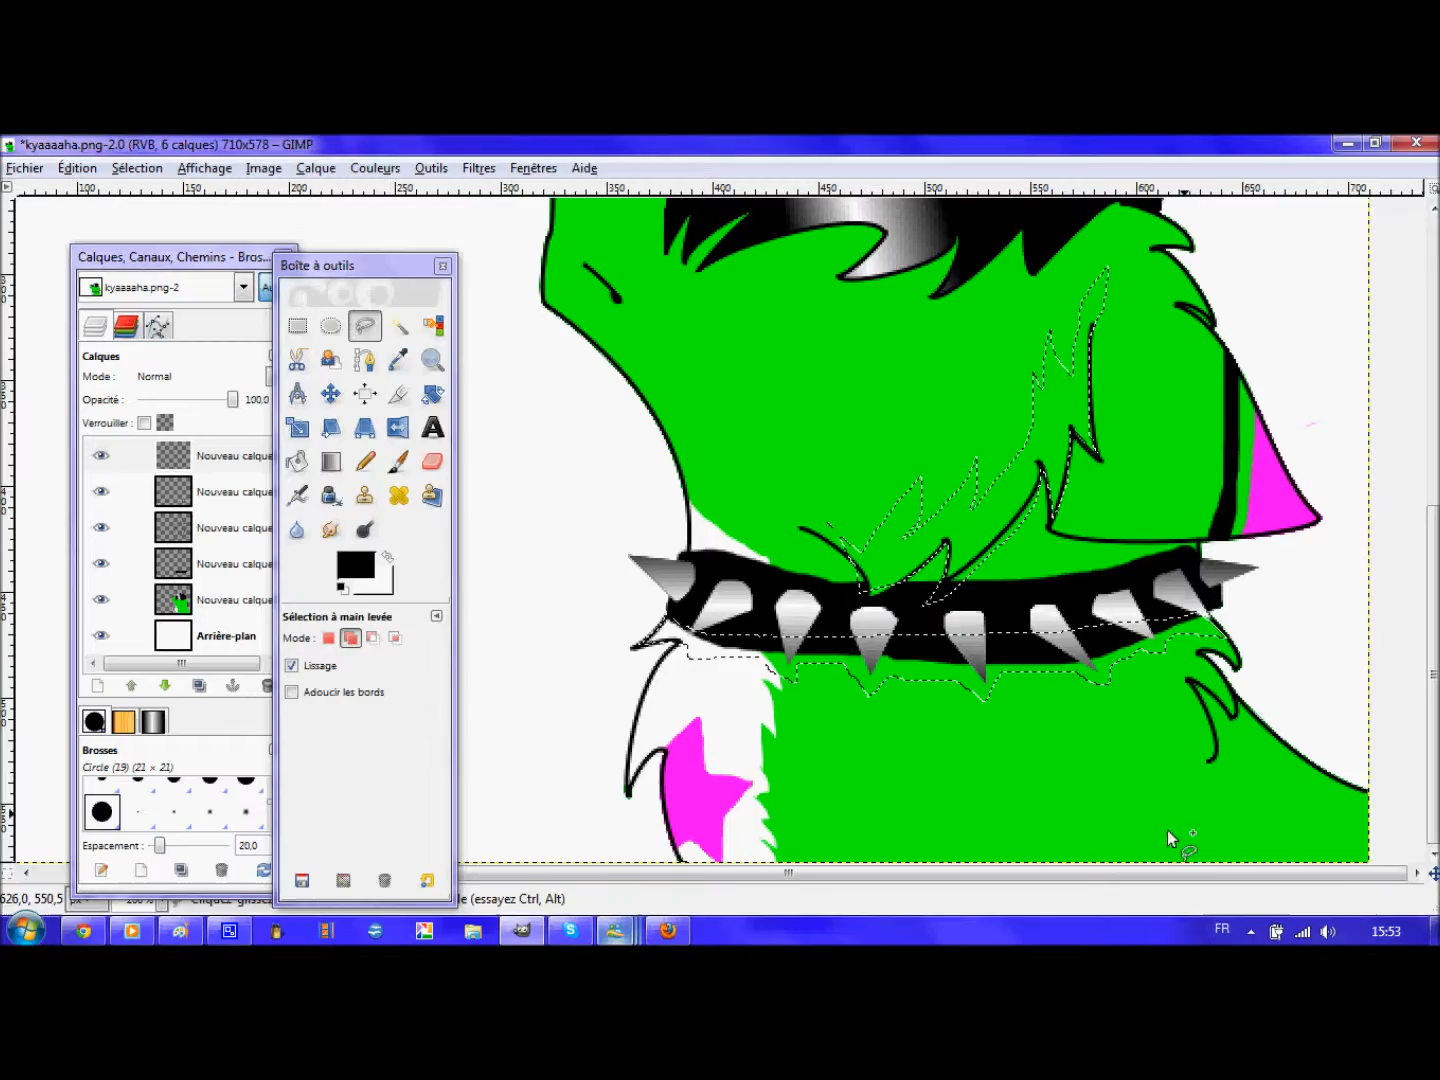 *kyaaaaha.png-2.0 (RVB, 6 calques) 710x578 – GIMP
Fichier Édition Sélection Affichage Image Calque Couleurs Outils Filtres Fenêtres Aide
100 150 200 250 300 350 400 450 500 550 600 650 700
Calques, Canaux, Chemins - Bros...
kyaaaaha.png-2
Calques
Mode : Normal
Opacité : 100,0
Verrouiller :
Nouveau calque
Nouveau calque
Nouveau calque
Nouveau calque
Nouveau calque
Arrière-plan
Brosses
Circle (19) (21 × 21)
Espacement : 20,0
Boîte à outils
Sélection à main levée
Mode :
Lissage
Adoucir les bords
626,0, 550,5
le (essayez Ctrl, Alt)
FR
15:53